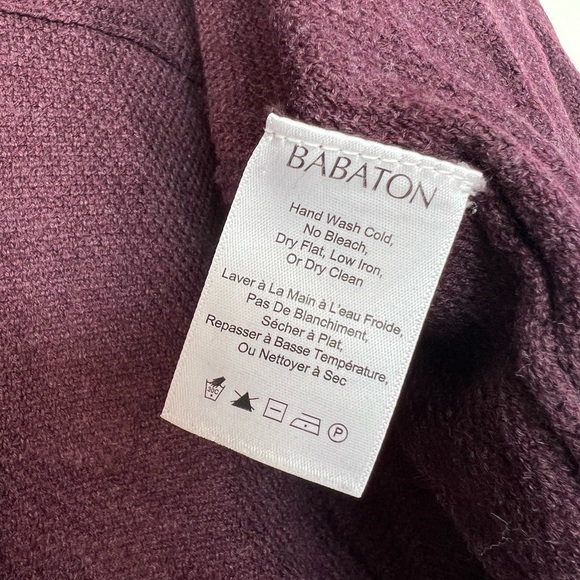 BABATON
Hand Wash Cold,
No Bleach,
Dry Flat, Low Iron,
Or Dry Clean
Laver à La Main à L'eau Froide,
Pas De Blanchiment,
Sécher à Plat,
Repasser à Basse Température,
Ou Nettoyer à Sec
30C P